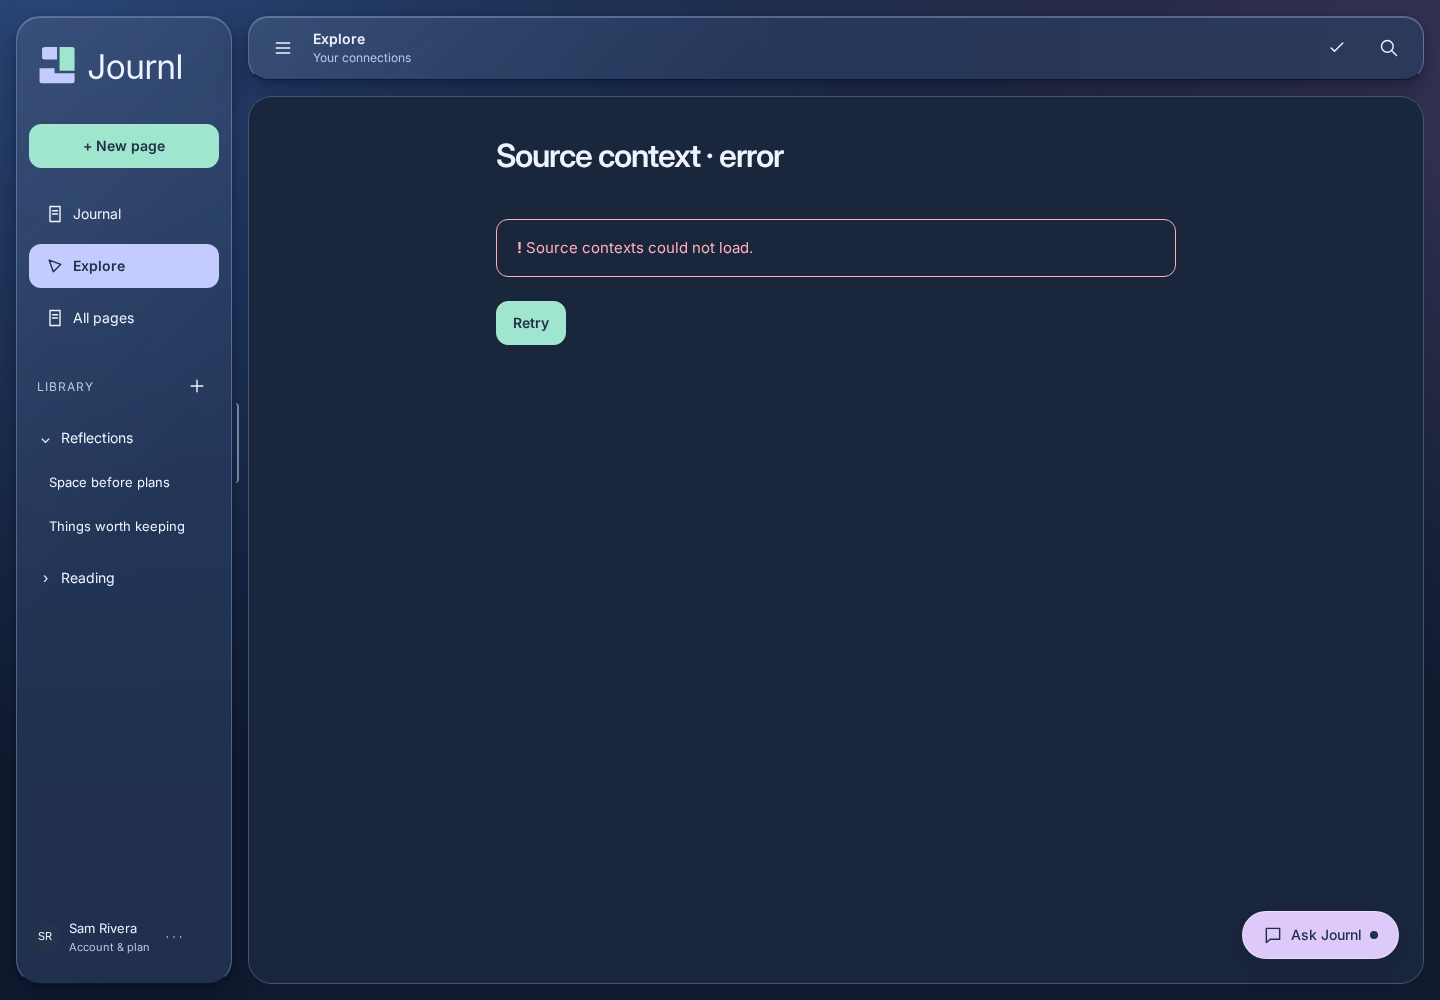 Journl
+ New page
Journal
Explore
All pages
LIBRARY
Reflections
Space before plans
Things worth keeping
Reading
SR
Sam Rivera
Account & plan
...
Explore
Your connections
Source context · error
! Source contexts could not load.
Retry
Ask Journl